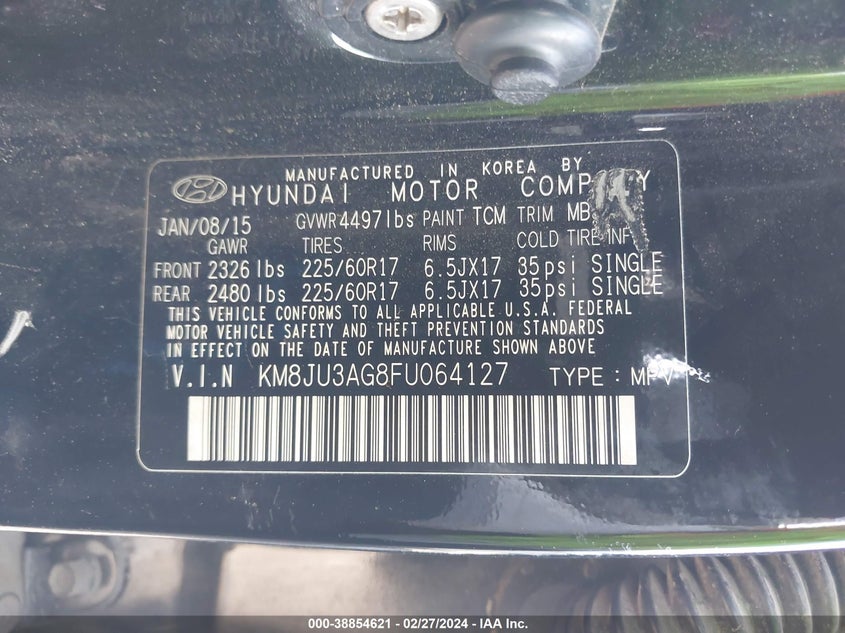 MANUFACTURED IN KOREA BY
HYUNDAI MOTOR COMPANY
JAN/08/15 GVWR 4497lbs PAINT TCM TRIM MB
GAWR TIRES RIMS COLD TIRE INF
FRONT 2326 lbs 225/60R17 6.5JX17 35psi SINGLE
REAR 2480 lbs 225/60R17 6.5JX17 35psi SINGLE
THIS VEHICLE CONFORMS TO ALL APPLICABLE U.S.A. FEDERAL
MOTOR VEHICLE SAFETY AND THEFT PREVENTION STANDARDS
IN EFFECT ON THE DATE OF MANUFACTURE SHOWN ABOVE
V.I.N KM8JU3AG8FU064127 TYPE : MPV
000-38854621 - 02/27/2024 - IAA Inc.